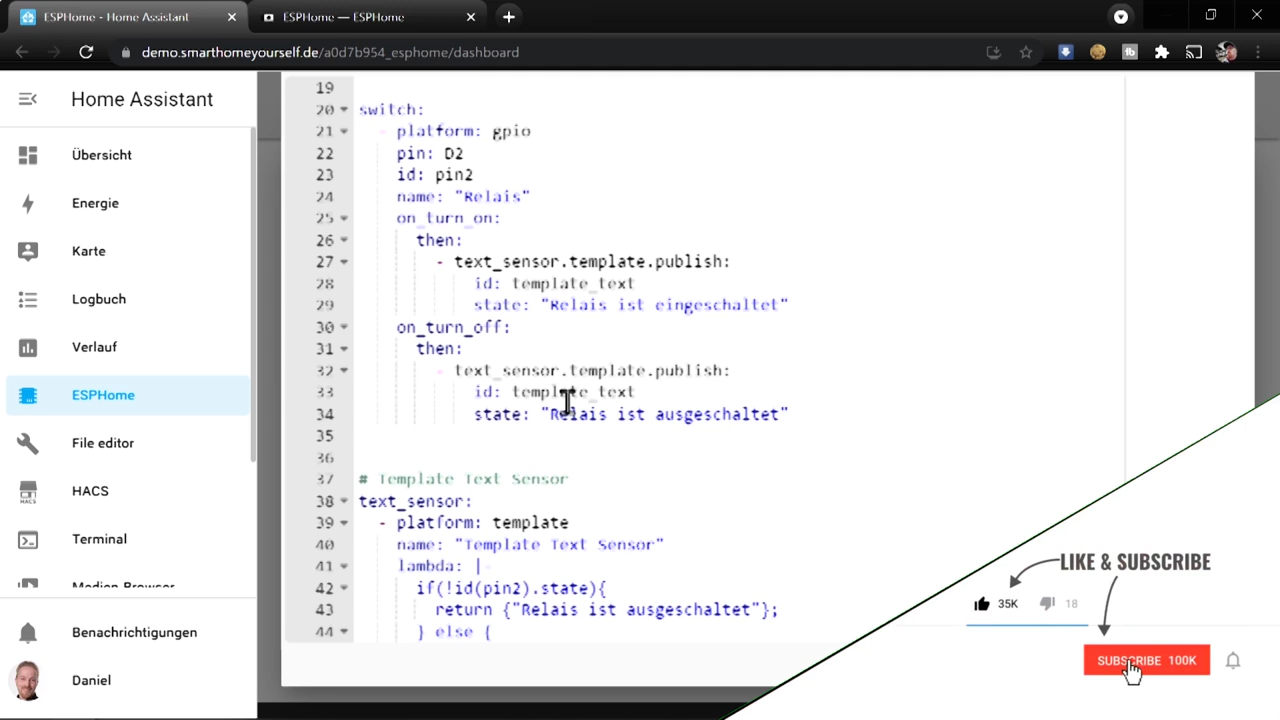 ESPHome - Home Assistant
ESPHome — ESPHome
demo.smarthomeyourself.de/a0d7b954_esphome/dashboard
Home Assistant
Übersicht
Energie
Karte
Logbuch
Verlauf
ESPHome
File editor
HACS
HACS
Terminal
Medien Browser
Benachrichtigungen
Daniel
19
20 switch:
21 - platform: gpio
22 pin: D2
23 id: pin2
24 name: "Relais"
25 on_turn_on:
26 then:
27 - text_sensor.template.publish:
28 id: template_text
29 state: "Relais ist eingeschaltet"
30 on_turn_off:
31 then:
32 - text_sensor.template.publish:
33 id: template_text
34 state: "Relais ist ausgeschaltet"
35
36
37 # Template Text Sensor
38 text_sensor:
39 - platform: template
40 name: "Template Text Sensor"
41 lambda: |-
42 if(!id(pin2).state){
43 return {"Relais ist ausgeschaltet"};
44 } else {
LIKE & SUBSCRIBE
35K 18
SUBSCRIBE 100K